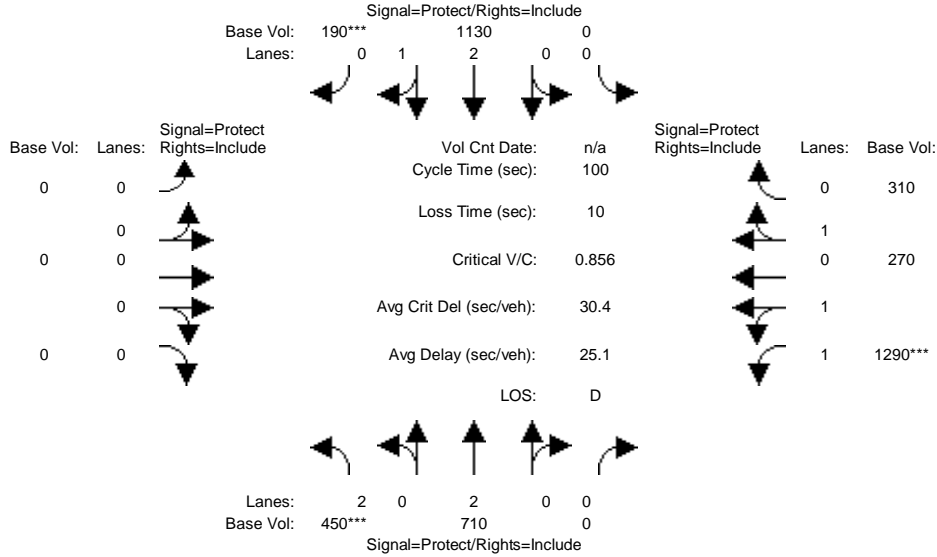 Signal=Protect/Rights=Include
Base Vol: 190*** 1130 0
Lanes: 0 1 2 0 0
Signal=Protect Signal=Protect
Base Vol: Lanes: Rights=Include Vol Cnt Date: n/a Rights=Include Lanes: Base Vol:
Cycle Time (sec): 100
0 0 0 310
Loss Time (sec): 10
0 1
0 0 Critical V/C: 0.856 0 270
0 Avg Crit Del (sec/veh): 30.4 1
0 0 Avg Delay (sec/veh): 25.1 1 1290***
LOS: D
Lanes: 2 0 2 0 0
Base Vol: 450*** 710 0
Signal=Protect/Rights=Include